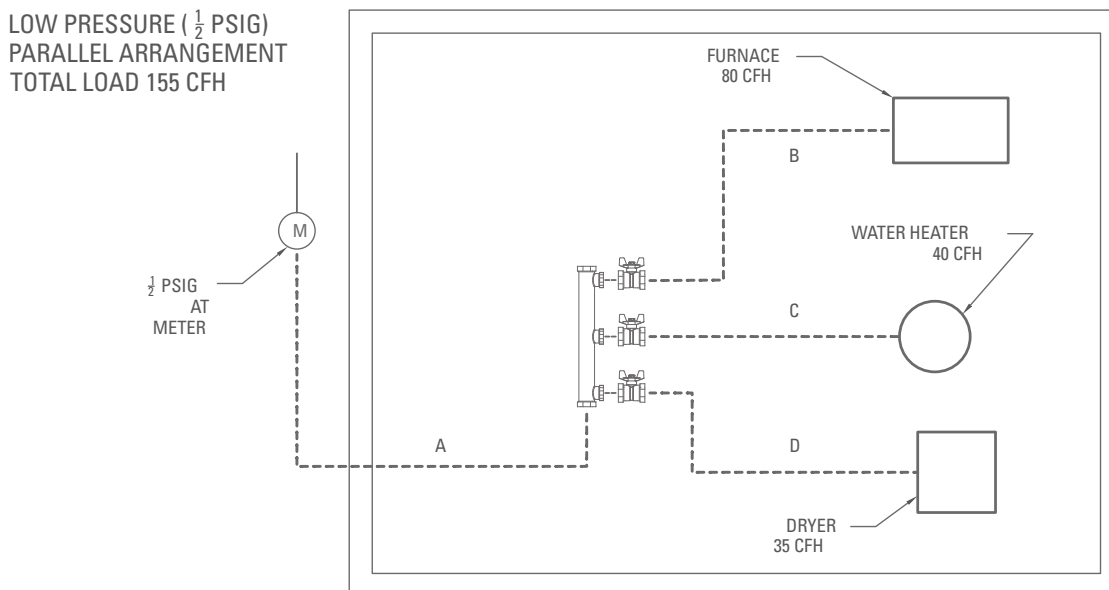 LOW PRESSURE ( 1/2 PSIG)
PARALLEL ARRANGEMENT
TOTAL LOAD 155 CFH
FURNACE
80 CFH
B
M
WATER HEATER
40 CFH
1/2 PSIG
AT
METER
C
A
D
DRYER
35 CFH